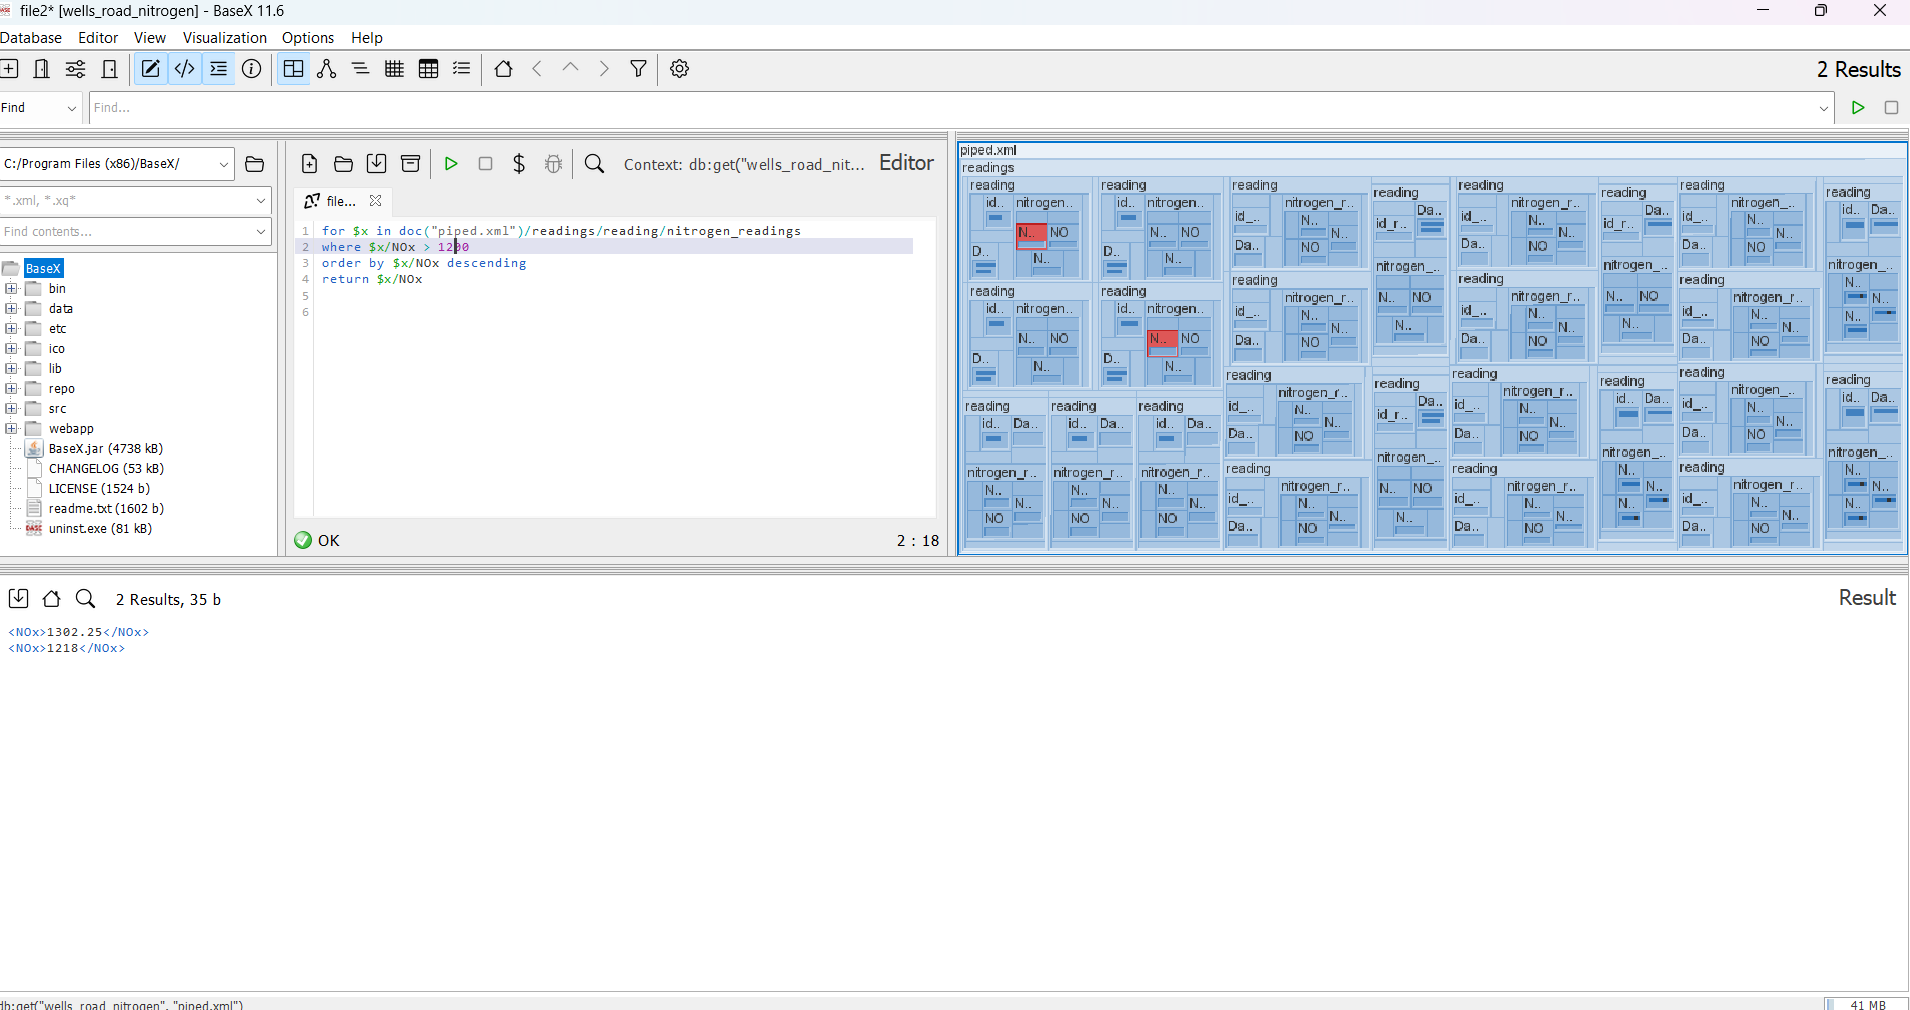 file2* [wells_road_nitrogen] - BaseX 11.6
Database Editor View Visualization Options Help
2 Results
Find
Find...
C:/Program Files (x86)/BaseX/
*.xml, *.xq*
Find contents...
BaseX
bin
data
etc
ico
lib
repo
src
webapp
BaseX.jar (4738 kB)
CHANGELOG (53 kB)
LICENSE (1524 b)
readme.txt (1602 b)
uninst.exe (81 kB)
Context: db:get("wells_road_nit...
Editor
file...
1 for $x in doc("piped.xml")/readings/reading/nitrogen_readings
2 where $x/NOx > 1200
3 order by $x/NOx descending
4 return $x/NOx
5
6
OK
2 : 18
piped.xml
readings
reading reading reading reading reading reading reading reading
id.. nitrogen.. id.. nitrogen.. nitrogen_r.. Da.. nitrogen_r.. Da.. nitrogen_.. id.. Da..
N.. NO N.. NO id_.. N.. id_r.. id_.. N.. id_r.. id_.. N..
D.. N.. D.. N.. Da.. NO N.. nitrogen_.. Da.. NO N.. nitrogen_.. Da.. NO N.. nitrogen_..
reading reading reading reading reading
id.. nitrogen.. id.. nitrogen.. id_.. nitrogen_r.. N.. NO id_.. nitrogen_r.. N.. NO id_.. nitrogen_r.. N.. N..
N.. NO N.. NO N.. N.. N.. N.. N.. N.. N.. N..
D.. N.. D.. N.. Da.. NO Da.. NO Da.. NO
reading reading reading reading reading reading
reading reading reading
id.. Da.. id.. Da.. id.. Da.. id_.. nitrogen_r.. id_r.. Da.. id_.. nitrogen_r.. id.. Da.. id_.. nitrogen_.. id.. Da..
N.. N.. N.. N.. N.. N..
Da.. NO Da.. NO Da.. NO
nitrogen_r.. nitrogen_r.. nitrogen_r.. reading nitrogen_.. reading nitrogen_.. reading nitrogen_..
N.. N.. N.. N.. N.. N.. id_.. nitrogen_r.. N.. NO id_.. nitrogen_r.. N.. N.. id_.. nitrogen_r.. N.. N..
NO NO NO Da.. N.. N.. NO N.. Da.. N.. N.. NO N.. Da.. N.. N.. NO N..
2 Results, 35 b
Result
<NOx>1302.25</NOx>
<NOx>1218</NOx>
db:get("wells_road_nitrogen", "piped.xml")
41 MB